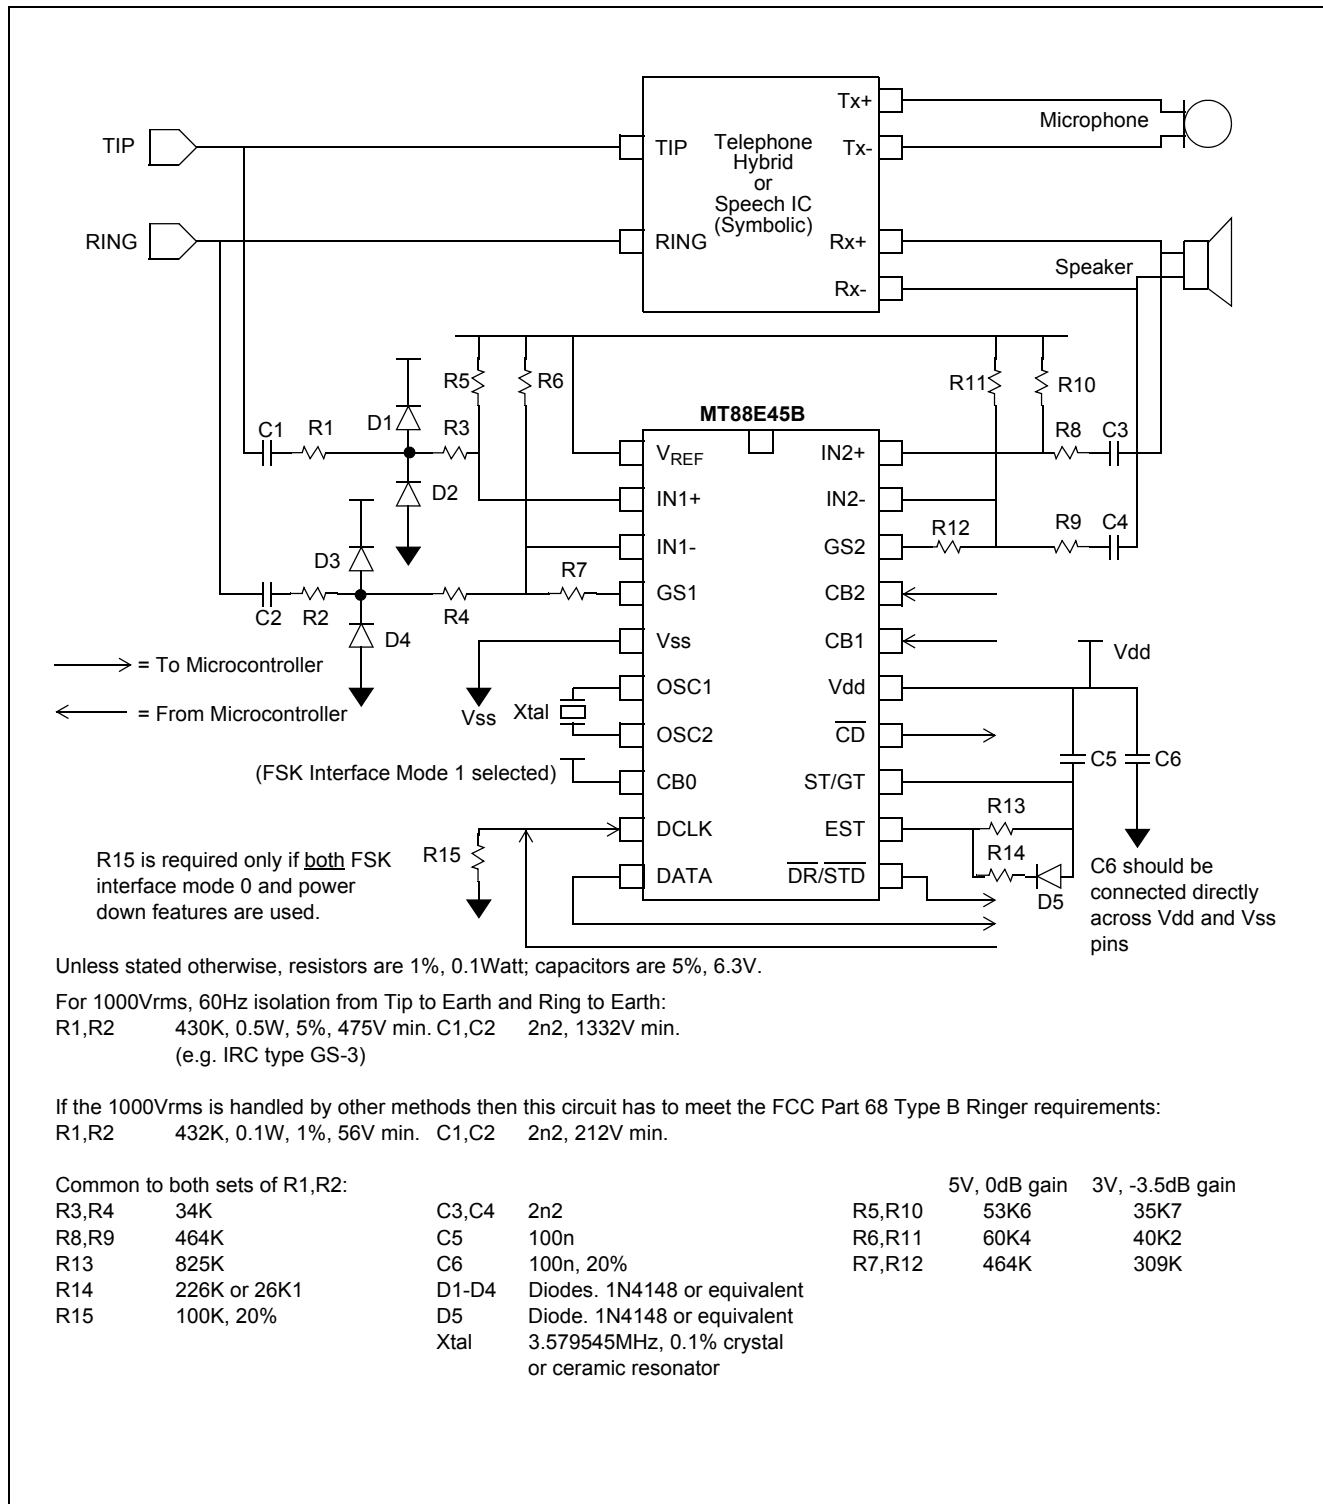 Tx+
Microphone
TIP
TIP
Telephone
Hybrid
or
Speech IC
(Symbolic)
Tx-
RING
RING
Rx+
Speaker
Rx-
R5
R6
R11
R10
MT88E45B
C1
R1
D1
R3
VREF
IN2+
R8
C3
D2
IN1+
IN2-
R12
R9
C4
D3
IN1-
GS2
R7
C2
R2
R4
GS1
CB2
D4
Vss
CB1
Vdd
= To Microcontroller
OSC1
Vdd
Vss
Xtal
= From Microcontroller
OSC2
CD
C5
C6
(FSK Interface Mode 1 selected)
CB0
ST/GT
R13
DCLK
EST
R15
R14
R15 is required only if both FSK
interface mode 0 and power
down features are used.
DATA
DR/STD
D5
C6 should be
connected directly
across Vdd and Vss
pins
Unless stated otherwise, resistors are 1%, 0.1Watt; capacitors are 5%, 6.3V.
For 1000Vrms, 60Hz isolation from Tip to Earth and Ring to Earth:
R1,R2 430K, 0.5W, 5%, 475V min. C1,C2 2n2, 1332V min.
(e.g. IRC type GS-3)
If the 1000Vrms is handled by other methods then this circuit has to meet the FCC Part 68 Type B Ringer requirements:
R1,R2 432K, 0.1W, 1%, 56V min. C1,C2 2n2, 212V min.
Common to both sets of R1,R2: 5V, 0dB gain 3V, -3.5dB gain
R3,R4 34K C3,C4 2n2 R5,R10 53K6 35K7
R8,R9 464K C5 100n R6,R11 60K4 40K2
R13 825K C6 100n, 20% R7,R12 464K 309K
R14 226K or 26K1 D1-D4 Diodes. 1N4148 or equivalent
R15 100K, 20% D5 Diode. 1N4148 or equivalent
Xtal 3.579545MHz, 0.1% crystal
or ceramic resonator